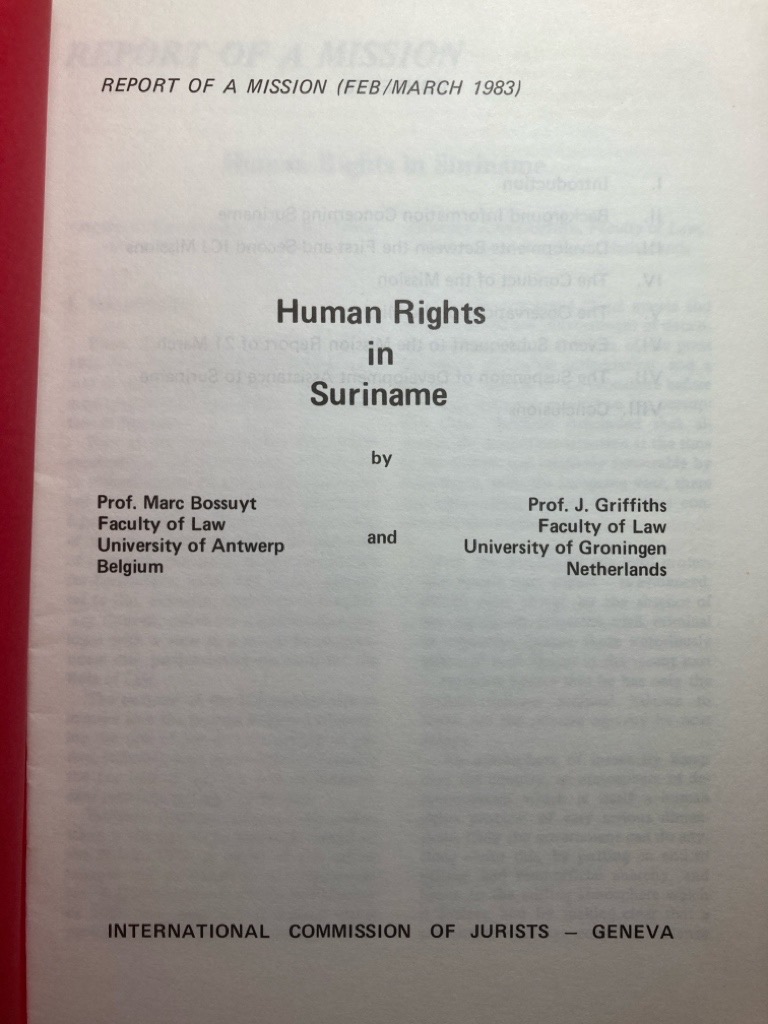 REPORT OF A MISSION (FEB/MARCH 1983)
Human Rights
in
Suriname
by
Prof. Marc Bossuyt
Faculty of Law
University of Antwerp
Belgium
and
Prof. J. Griffiths
Faculty of Law
University of Groningen
Netherlands
INTERNATIONAL COMMISSION OF JURISTS – GENEVA